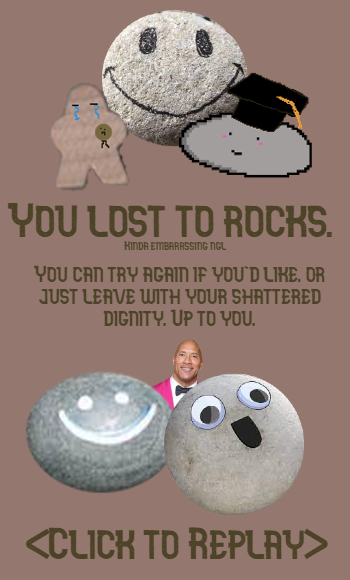 You lost to rocks.
Kinda embarassing ngl
You can try again if you'd like, or
just leave with your shattered
dignity. Up to you.
<Click to Replay>